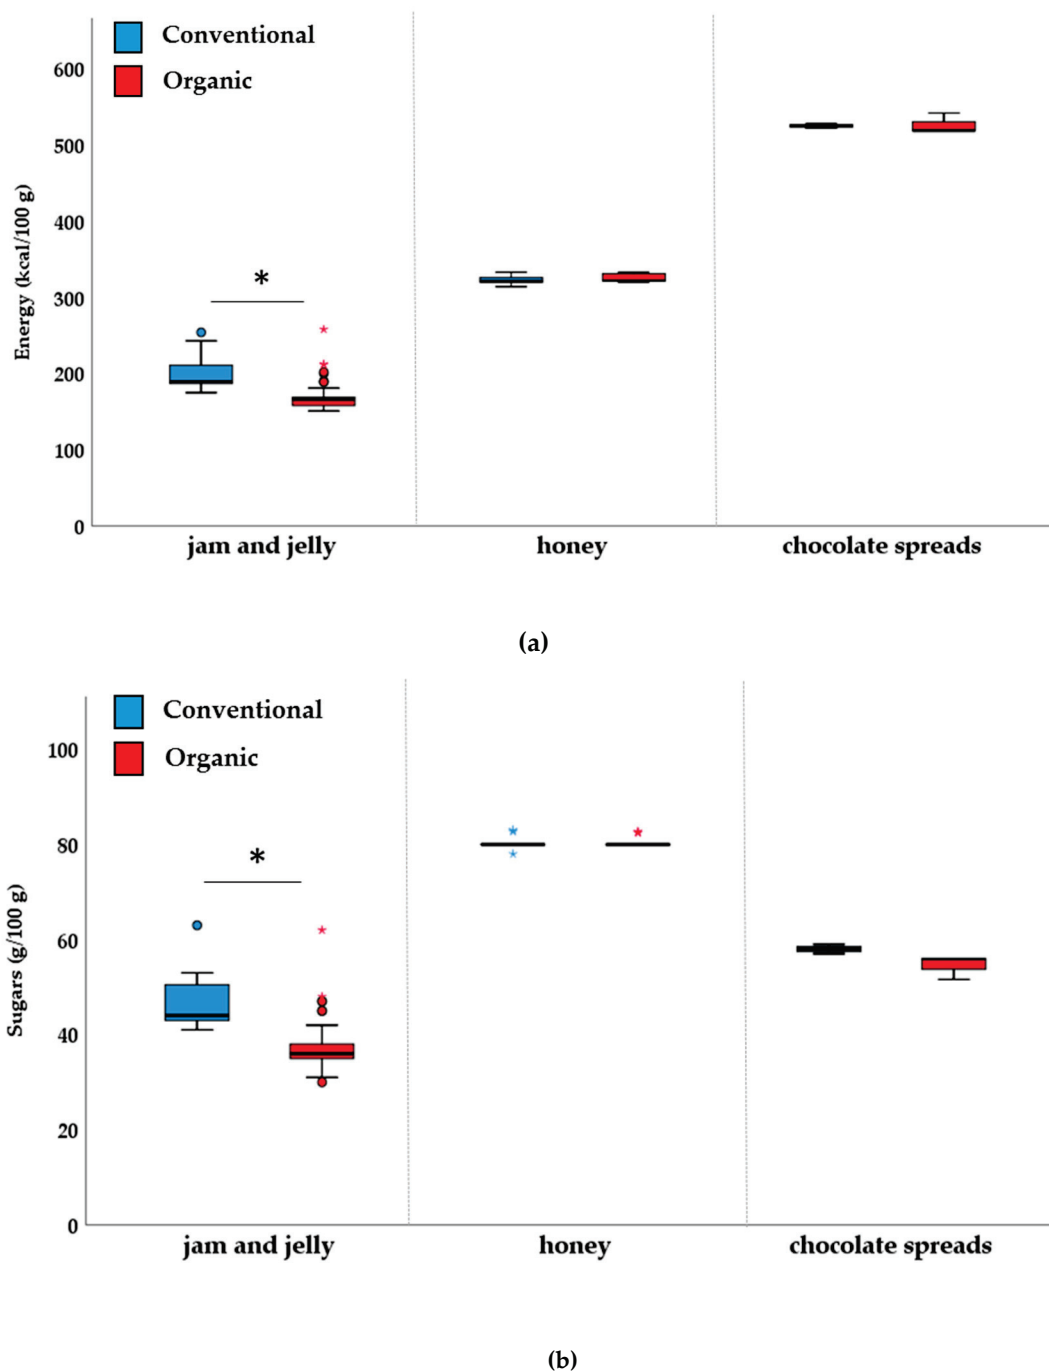 Conventional
Organic
600
500
400
300
200
100
0
Energy (kcal/100 g)
*
jam and jelly
honey
chocolate spreads
(a)
Conventional
Organic
100
80
60
40
20
0
Sugars (g/100 g)
*
jam and jelly
honey
chocolate spreads
(b)